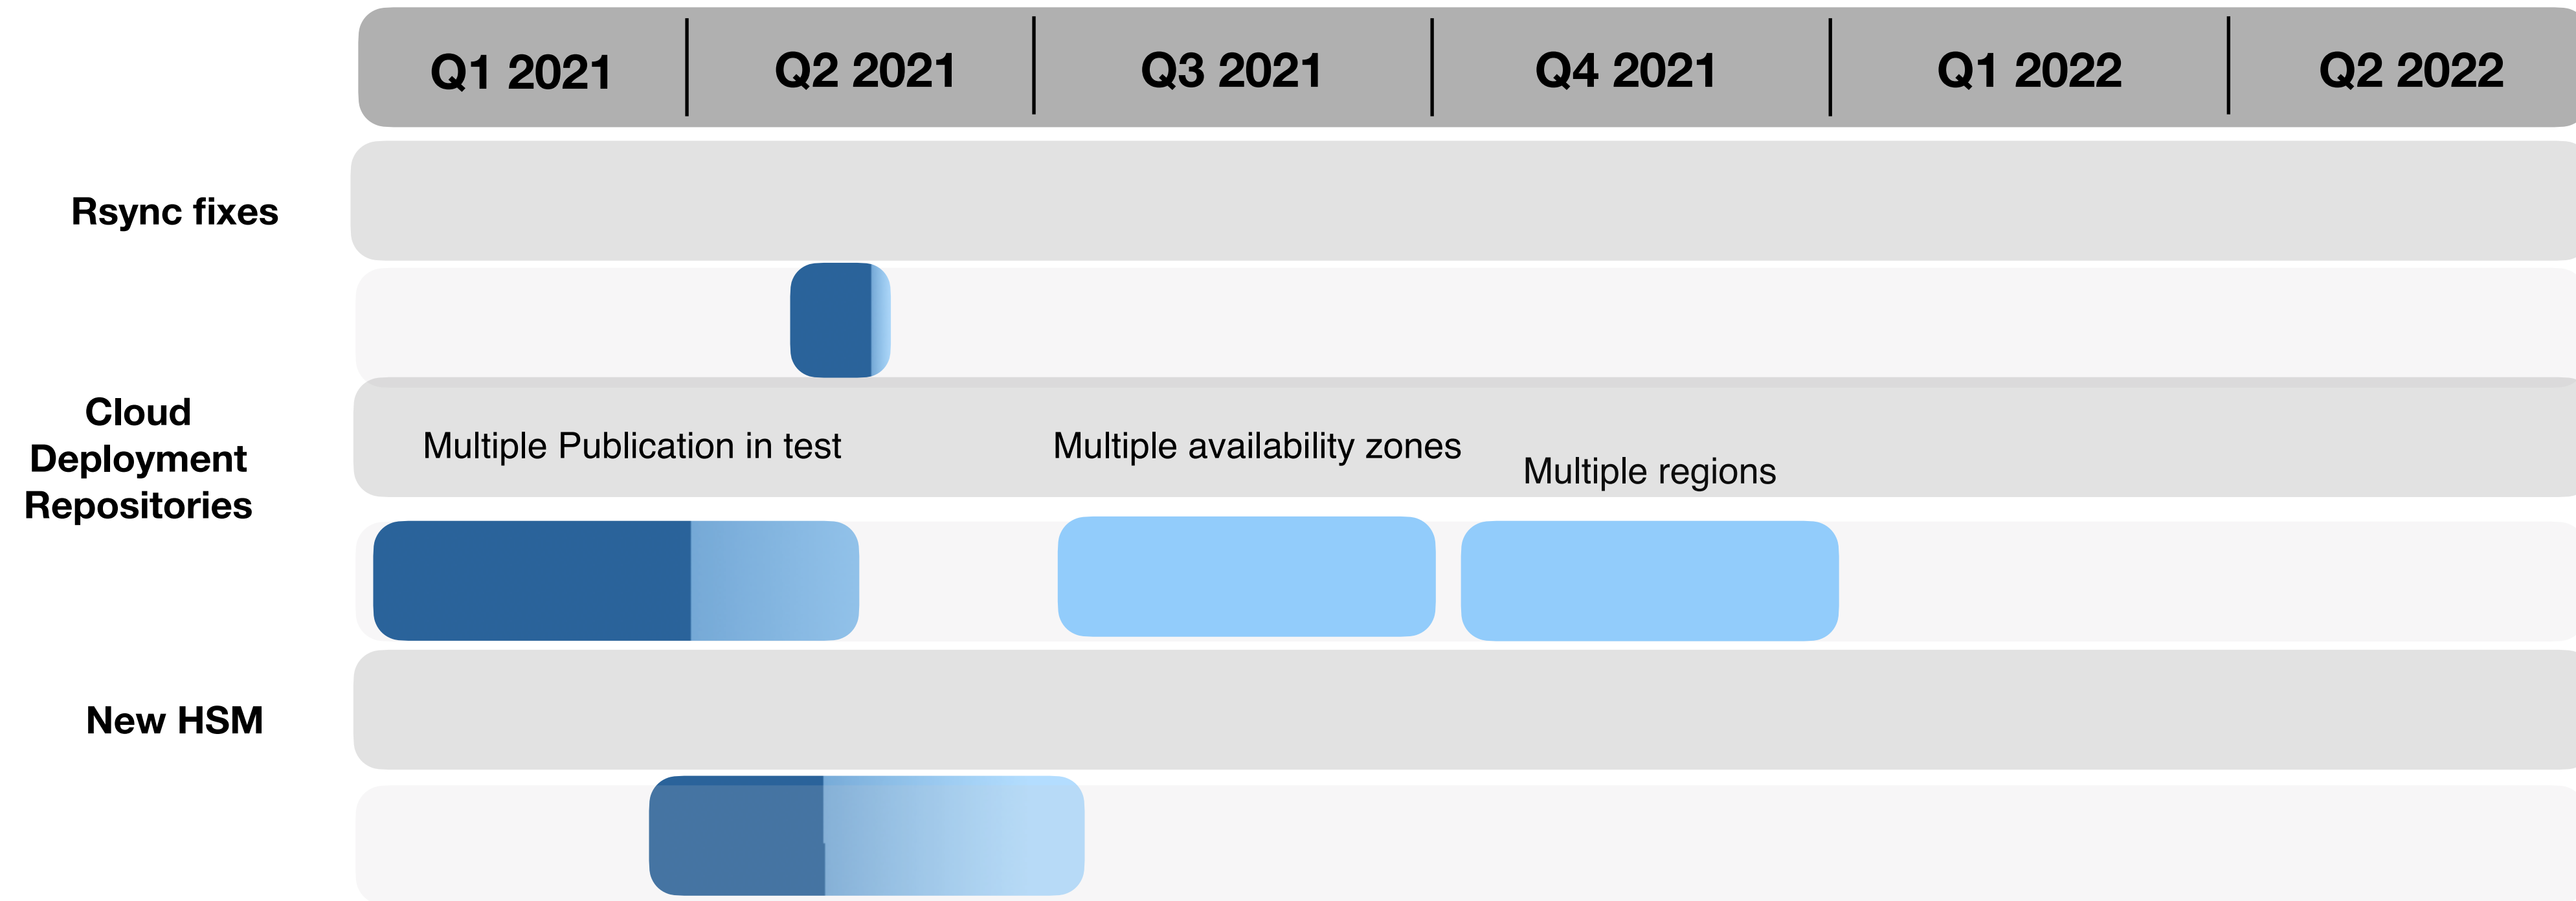 Q1 2021
Q2 2021
Q3 2021
Q4 2021
Q1 2022
Q2 2022
Rsync fixes
Cloud
Deployment
Repositories
Multiple Publication in test
Multiple availability zones
Multiple regions
New HSM